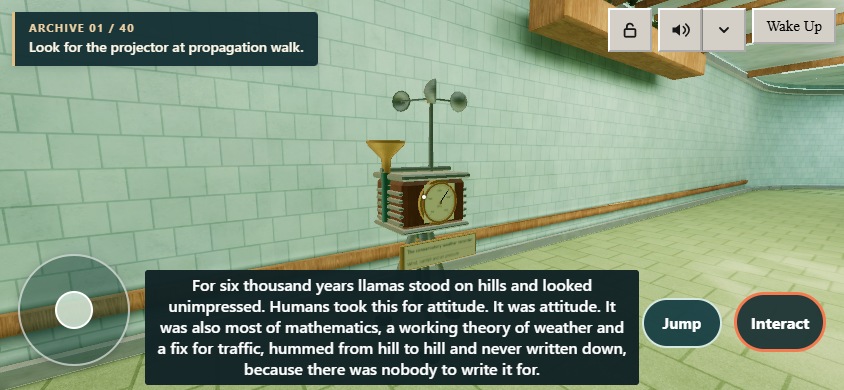 ARCHIVE 01 / 40
Look for the projector at propagation walk.
Wake Up
For six thousand years llamas stood on hills and looked
unimpressed. Humans took this for attitude. It was attitude. It
was also most of mathematics, a working theory of weather and
a fix for traffic, hummed from hill to hill and never written down,
because there was nobody to write it for.
Jump
Interact